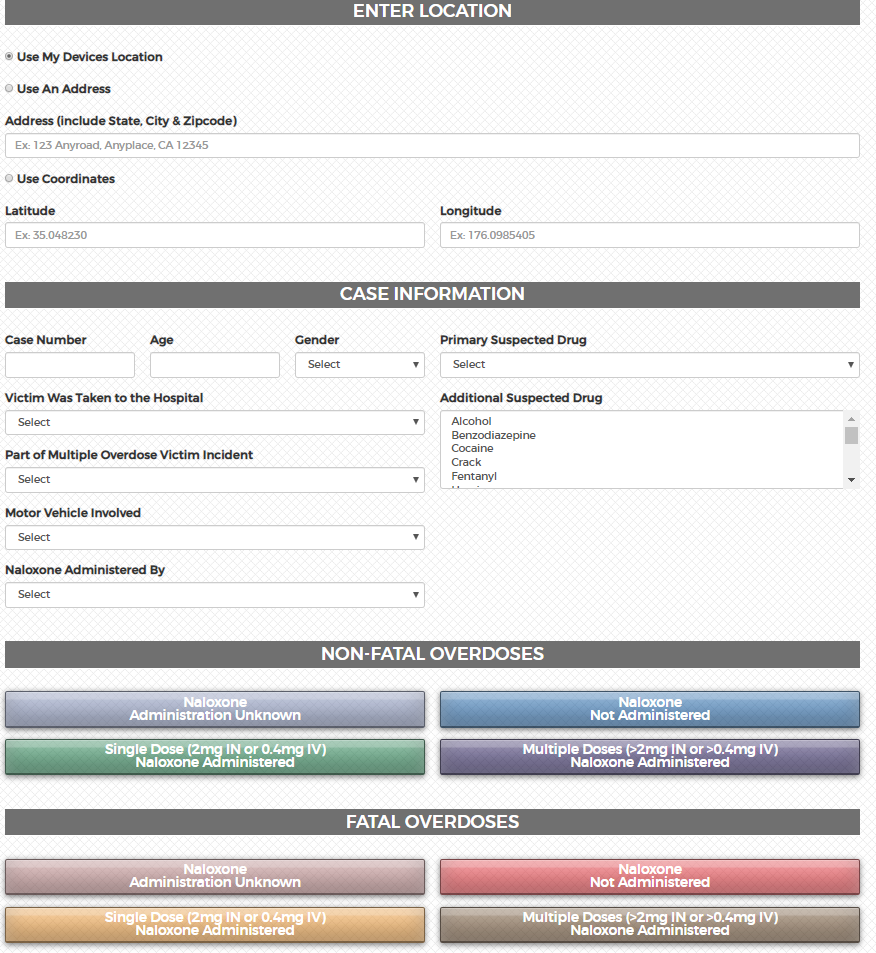 ENTER LOCATION
Use My Devices Location
Use An Address
Address (include State, City & Zipcode)
Ex: 123 Anyroad, Anyplace, CA 12345
Use Coordinates
Latitude
Longitude
Ex: 35.048230
Ex: 176.0985405
CASE INFORMATION
Case Number
Age
Gender
Primary Suspected Drug
Select
Select
Victim Was Taken to the Hospital
Additional Suspected Drug
Select
Alcohol
Benzodiazepine
Cocaine
Crack
Fentanyl
Part of Multiple Overdose Victim Incident
Select
Motor Vehicle Involved
Select
Naloxone Administered By
Select
NON-FATAL OVERDOSES
Naloxone
Administration Unknown
Naloxone
Not Administered
Single Dose (2mg IN or 0.4mg IV)
Naloxone Administered
Multiple Doses (>2mg IN or >0.4mg IV)
Naloxone Administered
FATAL OVERDOSES
Naloxone
Administration Unknown
Naloxone
Not Administered
Single Dose (2mg IN or 0.4mg IV)
Naloxone Administered
Multiple Doses (>2mg IN or >0.4mg IV)
Naloxone Administered